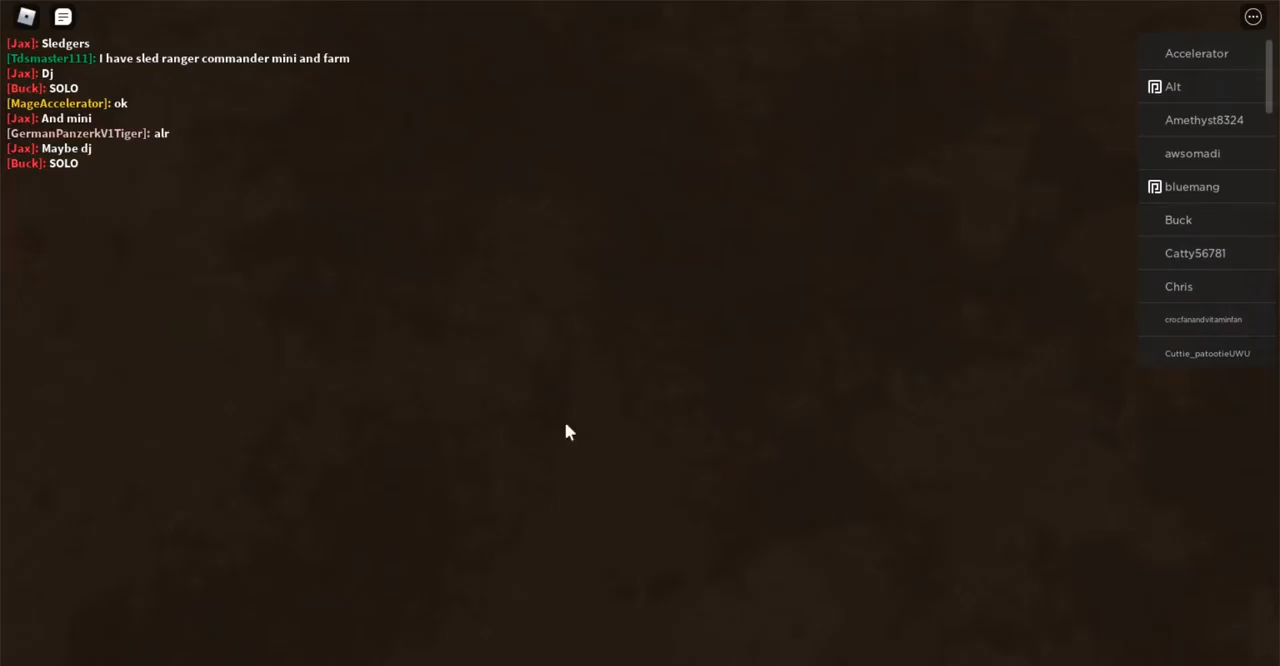 [Jax]: Sledgers
[Tdsmaster111]: I have sled ranger commander mini and farm
[Jax]: Dj
[Buck]: SOLO
[MageAccelerator]: ok
[Jax]: And mini
[GermanPanzerkV1Tiger]: alr
[Jax]: Maybe dj
[Buck]: SOLO
Accelerator
Alt
Amethyst8324
awsomadi
bluemang
Buck
Catty56781
Chris
crocfanandvitaminfan
Cuttie_patootieUWU